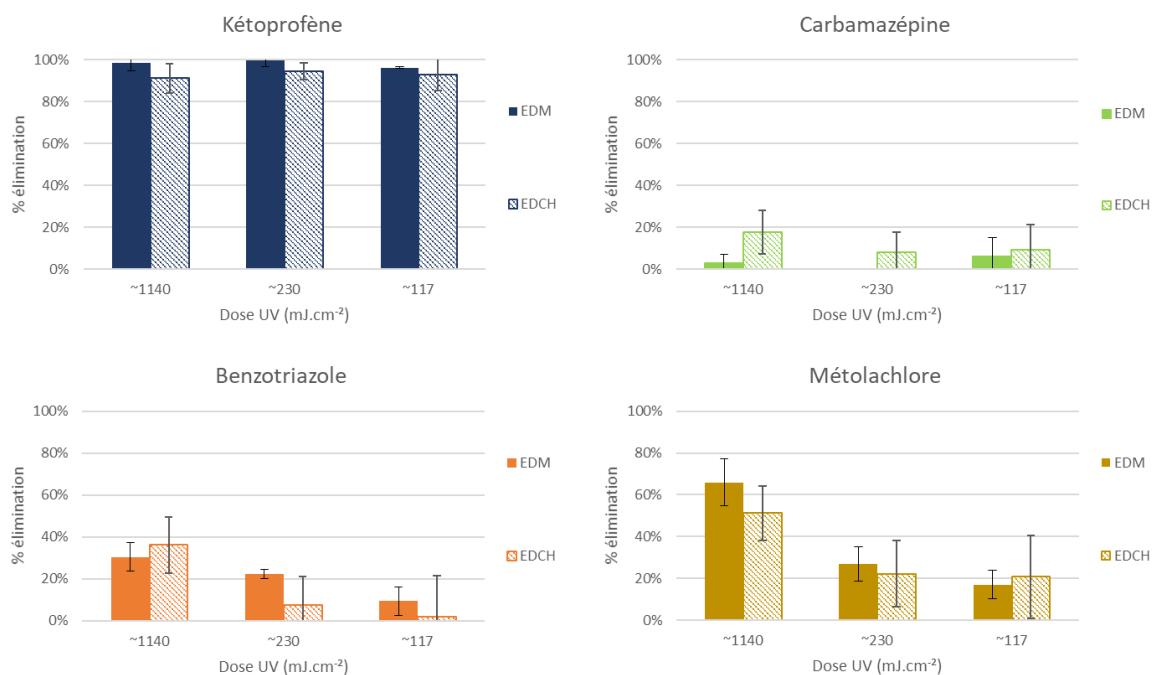 Kétoprofène
100%
80%
60%
40%
20%
0%
% élimination
~1140
~230
~117
Dose UV (mJ.cm⁻²)
EDM
EDCH
Carbamazépine
100%
80%
60%
40%
20%
0%
% élimination
~1140
~230
~117
Dose UV (mJ.cm⁻²)
EDM
EDCH
Benzotriazole
100%
80%
60%
40%
20%
0%
% élimination
~1140
~230
~117
Dose UV (mJ.cm⁻²)
EDM
EDCH
Métolachlore
100%
80%
60%
40%
20%
0%
% élimination
~1140
~230
~117
Dose UV (mJ.cm⁻²)
EDM
EDCH